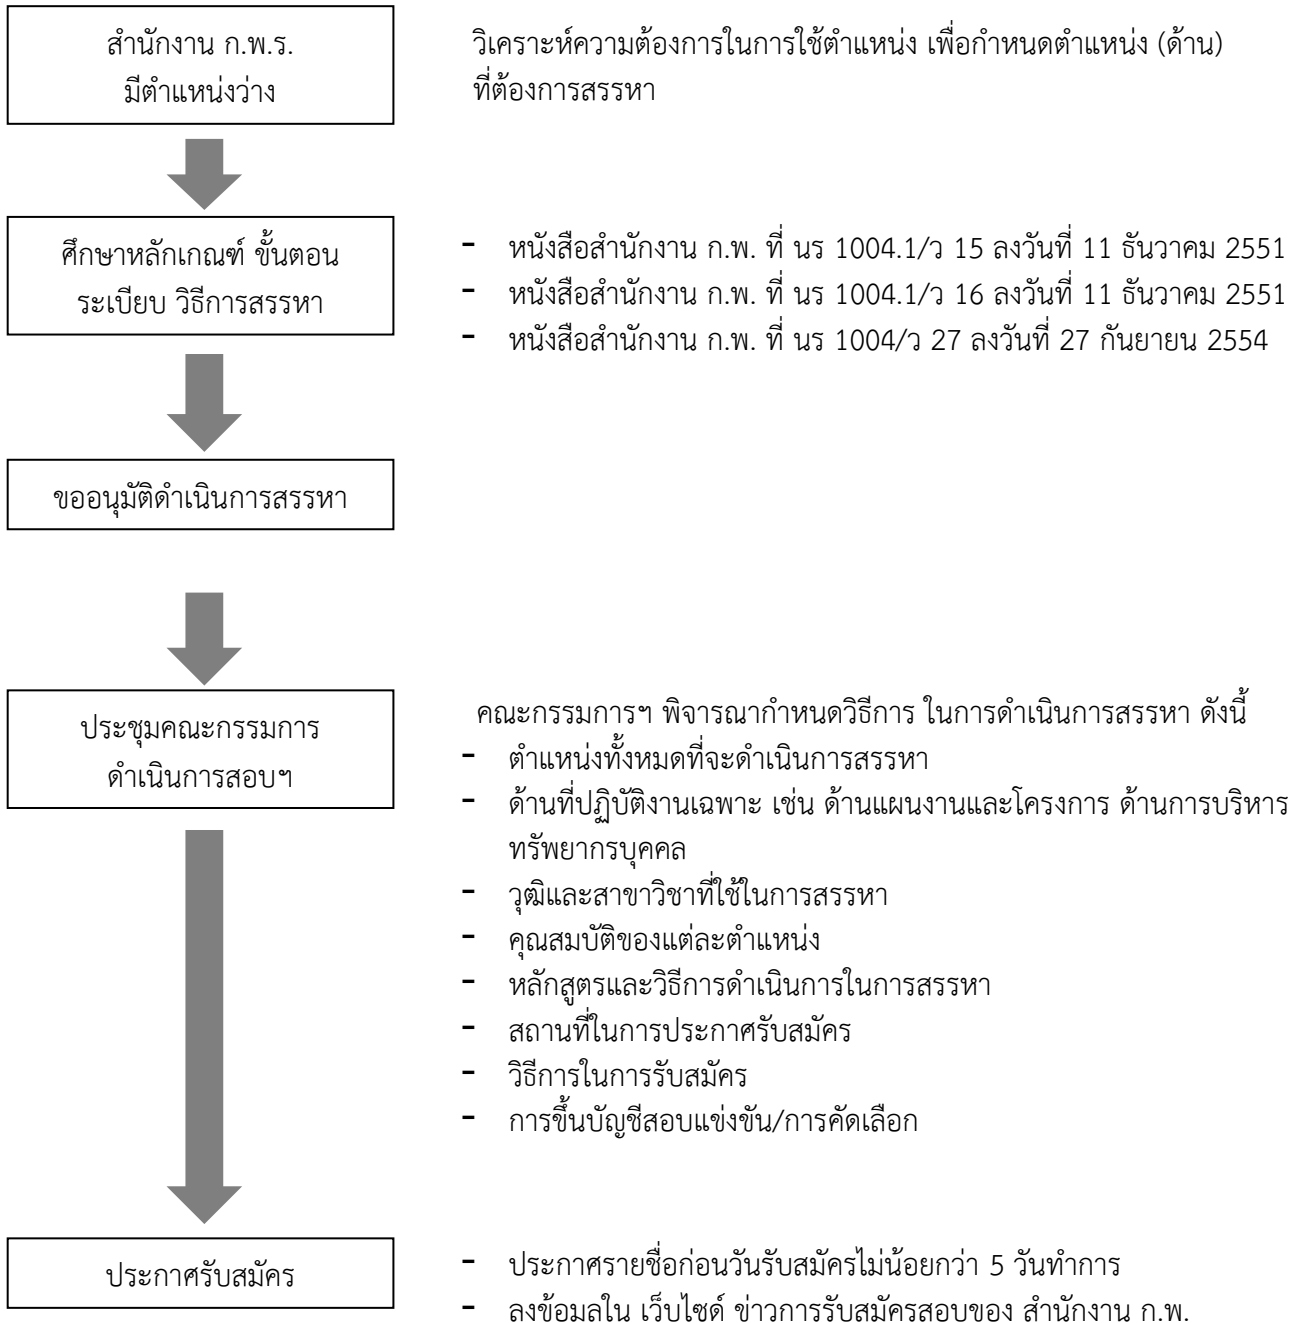 สำนักงาน ก.พ.ร.
มีตำแหน่งว่าง
วิเคราะห์ความต้องการในการใช้ตำแหน่ง เพื่อกำหนดตำแหน่ง (ด้าน)
ที่ต้องการสรรหา
ศึกษาหลักเกณฑ์ ขั้นตอน
ระเบียบ วิธีการสรรหา
- หนังสือสำนักงาน ก.พ. ที่ นร 1004.1/ว 15 ลงวันที่ 11 ธันวาคม 2551
- หนังสือสำนักงาน ก.พ. ที่ นร 1004.1/ว 16 ลงวันที่ 11 ธันวาคม 2551
- หนังสือสำนักงาน ก.พ. ที่ นร 1004/ว 27 ลงวันที่ 27 กันยายน 2554
ขออนุมัติดำเนินการสรรหา
ประชุมคณะกรรมการ
ดำเนินการสอบฯ
คณะกรรมการฯ พิจารณากำหนดวิธีการ ในการดำเนินการสรรหา ดังนี้
- ตำแหน่งทั้งหมดที่จะดำเนินการสรรหา
- ด้านที่ปฏิบัติงานเฉพาะ เช่น ด้านแผนงานและโครงการ ด้านการบริหาร
ทรัพยากรบุคคล
- วุฒิและสาขาวิชาที่ใช้ในการสรรหา
- คุณสมบัติของแต่ละตำแหน่ง
- หลักสูตรและวิธีการดำเนินการในการสรรหา
- สถานที่ในการประกาศรับสมัคร
- วิธีการในการรับสมัคร
- การขึ้นบัญชีสอบแข่งขัน/การคัดเลือก
ประกาศรับสมัคร
- ประกาศรายชื่อก่อนวันรับสมัครไม่น้อยกว่า 5 วันทำการ
- ลงข้อมูลใน เว็บไซด์ ข่าวการรับสมัครสอบของ สำนักงาน ก.พ.